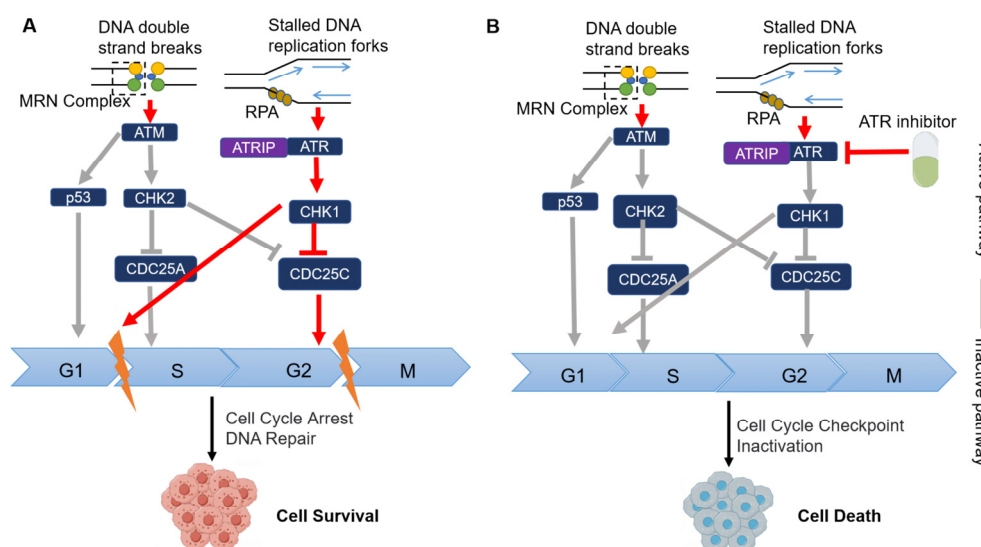 A
DNA double
strand breaks
Stalled DNA
replication forks
MRN Complex
RPA
ATM
ATRIP
ATR
p53
CHK2
CHK1
CDC25A
CDC25C
G1
S
G2
M
Cell Cycle Arrest
DNA Repair
Cell Survival
B
DNA double
strand breaks
Stalled DNA
replication forks
MRN Complex
RPA
ATR inhibitor
ATM
ATRIP
ATR
p53
CHK2
CHK1
CDC25A
CDC25C
G1
S
G2
M
Cell Cycle Checkpoint
Inactivation
Cell Death
Inactive pathway